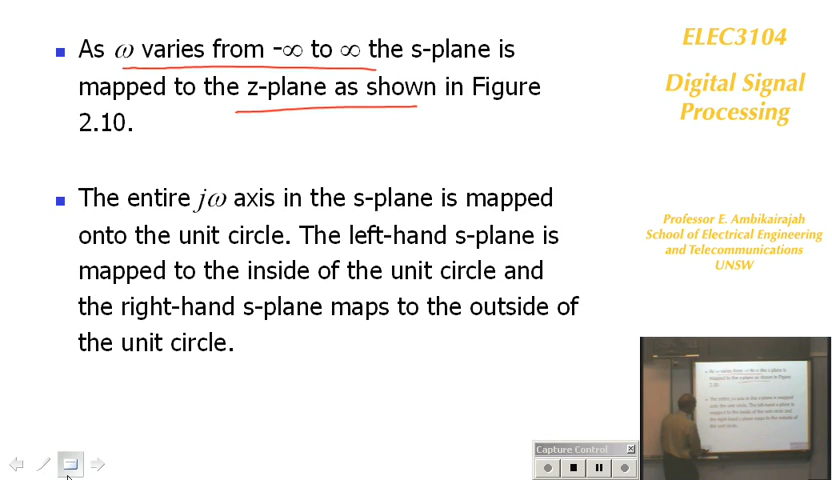 As ω varies from -∞ to ∞ the s-plane is
mapped to the z-plane as shown in Figure
2.10.
The entire jω axis in the s-plane is mapped
onto the unit circle. The left-hand s-plane is
mapped to the inside of the unit circle and
the right-hand s-plane maps to the outside of
the unit circle.
ELEC3104
Digital Signal
Processing
Professor E. Ambikairajah
School of Electrical Engineering
and Telecommunications
UNSW
Capture Control